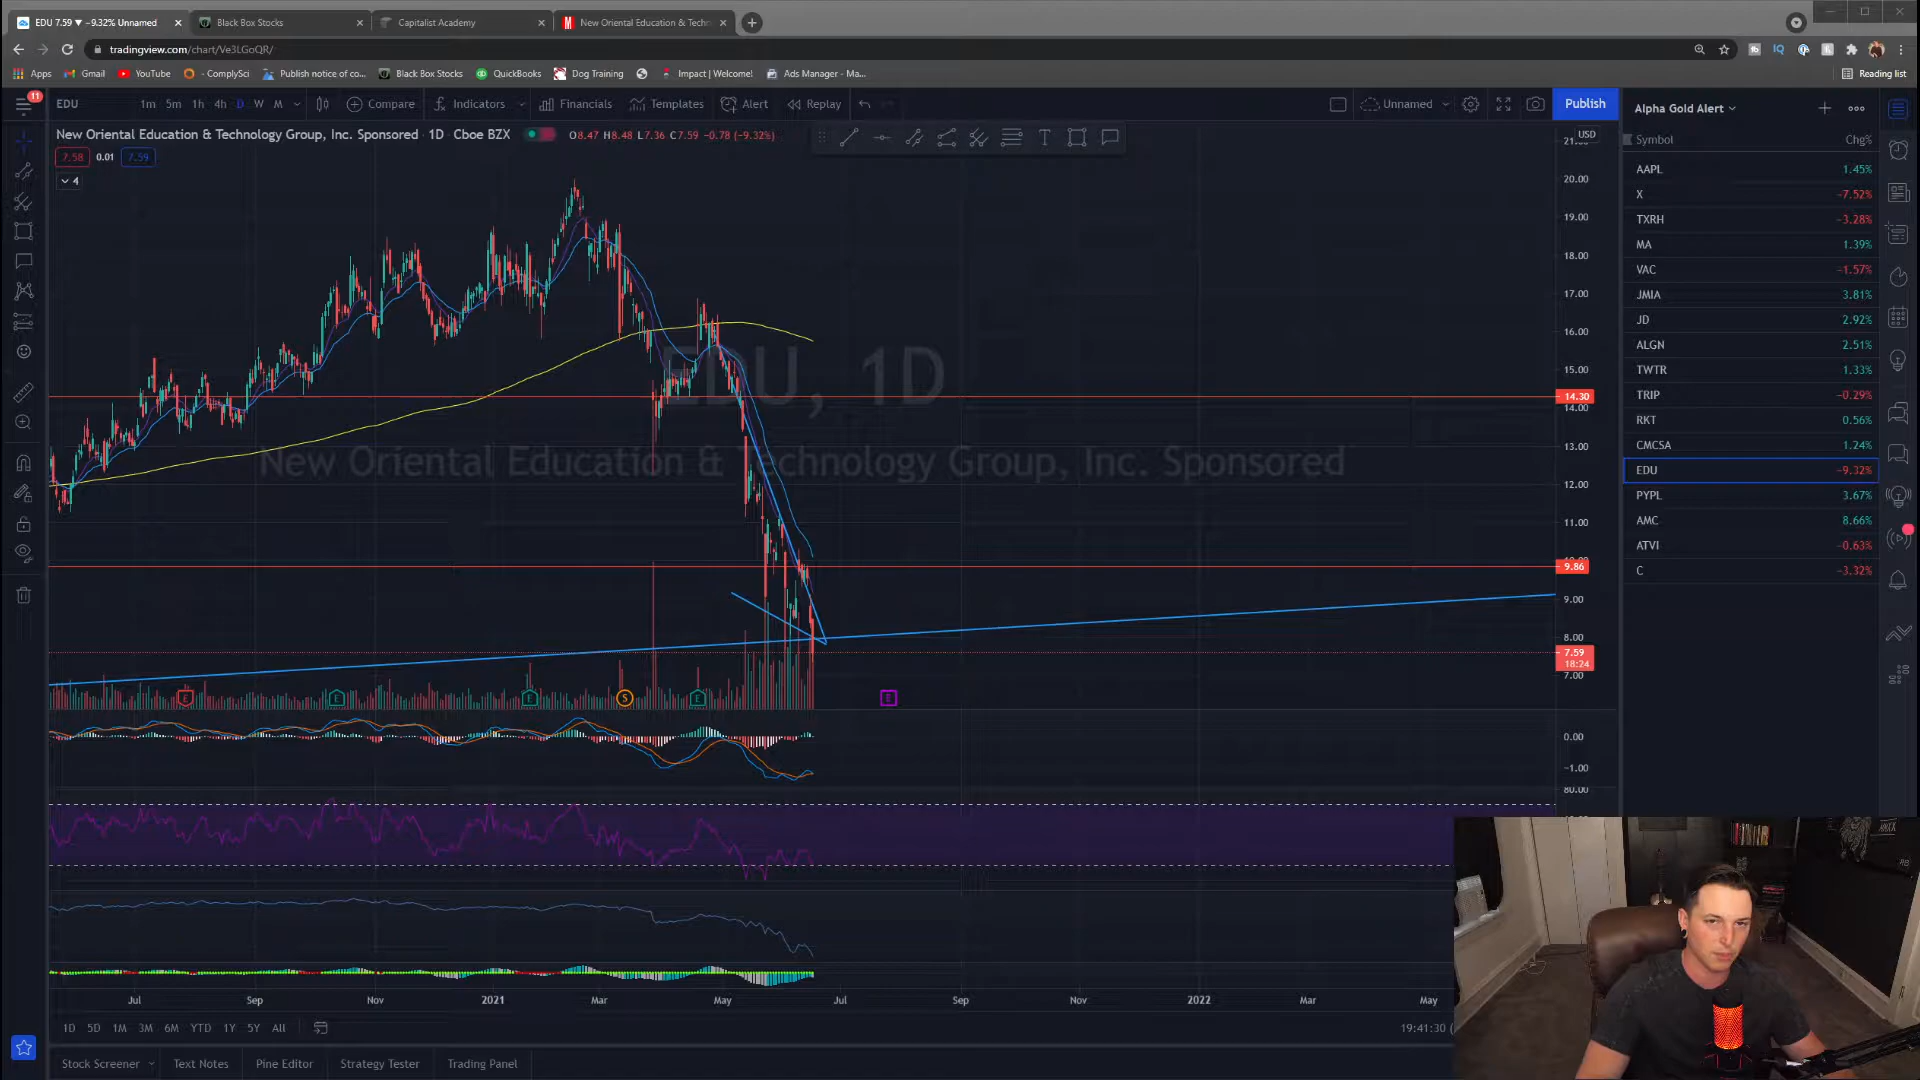 EDU 7.59 ▼ −9.32% Unnamed
Black Box Stocks
Capitalist Academy
New Oriental Education & Techn
tradingview.com/chart/Ve3LGoQR/
Apps
Gmail
YouTube
- ComplySci
Publish notice of co...
Black Box Stocks
QuickBooks
Dog Training
Impact | Welcome!
Ads Manager - Ma...
Reading list
11
EDU
1m 5m 1h 4h D W M
Compare
Indicators
Financials
Templates
Alert
Replay
Unnamed
Publish
New Oriental Education & Technology Group, Inc. Sponsored · 1D · Cboe BZX
O8.47 H8.48 L7.36 C7.59 −0.78 (−9.32%)
7.58 0.01 7.59
4
EDU, 1D
New Oriental Education & Technology Group, Inc. Sponsored
USD
20.00
19.00
18.00
17.00
16.00
15.00
14.30
14.00
13.00
12.00
11.00
9.86
9.00
8.00
7.59
18:24
7.00
E
E
E
S
E
E
0.00
−1.00
80.00
Jul Sep Nov 2021 Mar May Jul Sep Nov 2022 Mar May
1D 5D 1M 3M 6M YTD 1Y 5Y All
19:41:30 (
Stock Screener
Text Notes
Pine Editor
Strategy Tester
Trading Panel
Alpha Gold Alert
Symbol Chg%
AAPL 1.45%
X −7.52%
TXRH −3.28%
MA 1.39%
VAC −1.57%
JMIA 3.81%
JD 2.92%
ALGN 2.51%
TWTR 1.33%
TRIP −0.29%
RKT 0.56%
CMCSA 1.24%
EDU −9.32%
PYPL 3.67%
AMC 8.66%
ATVI −0.63%
C −3.32%